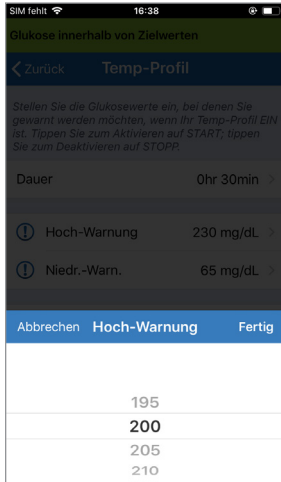 SIM fehlt 16:38
Glukose innerhalb von Zielwerten
Zurück Temp-Profil
Stellen Sie die Glukosewerte ein, bei denen Sie
gewarnt werden möchten, wenn Ihr Temp-Profil EIN
ist. Tippen Sie zum Aktivieren auf START; tippen
Sie zum Deaktivieren auf STOPP.
Dauer 0hr 30min
Hoch-Warnung 230 mg/dL
Niedr.-Warn. 65 mg/dL
Abbrechen Hoch-Warnung Fertig
195
200
205
210